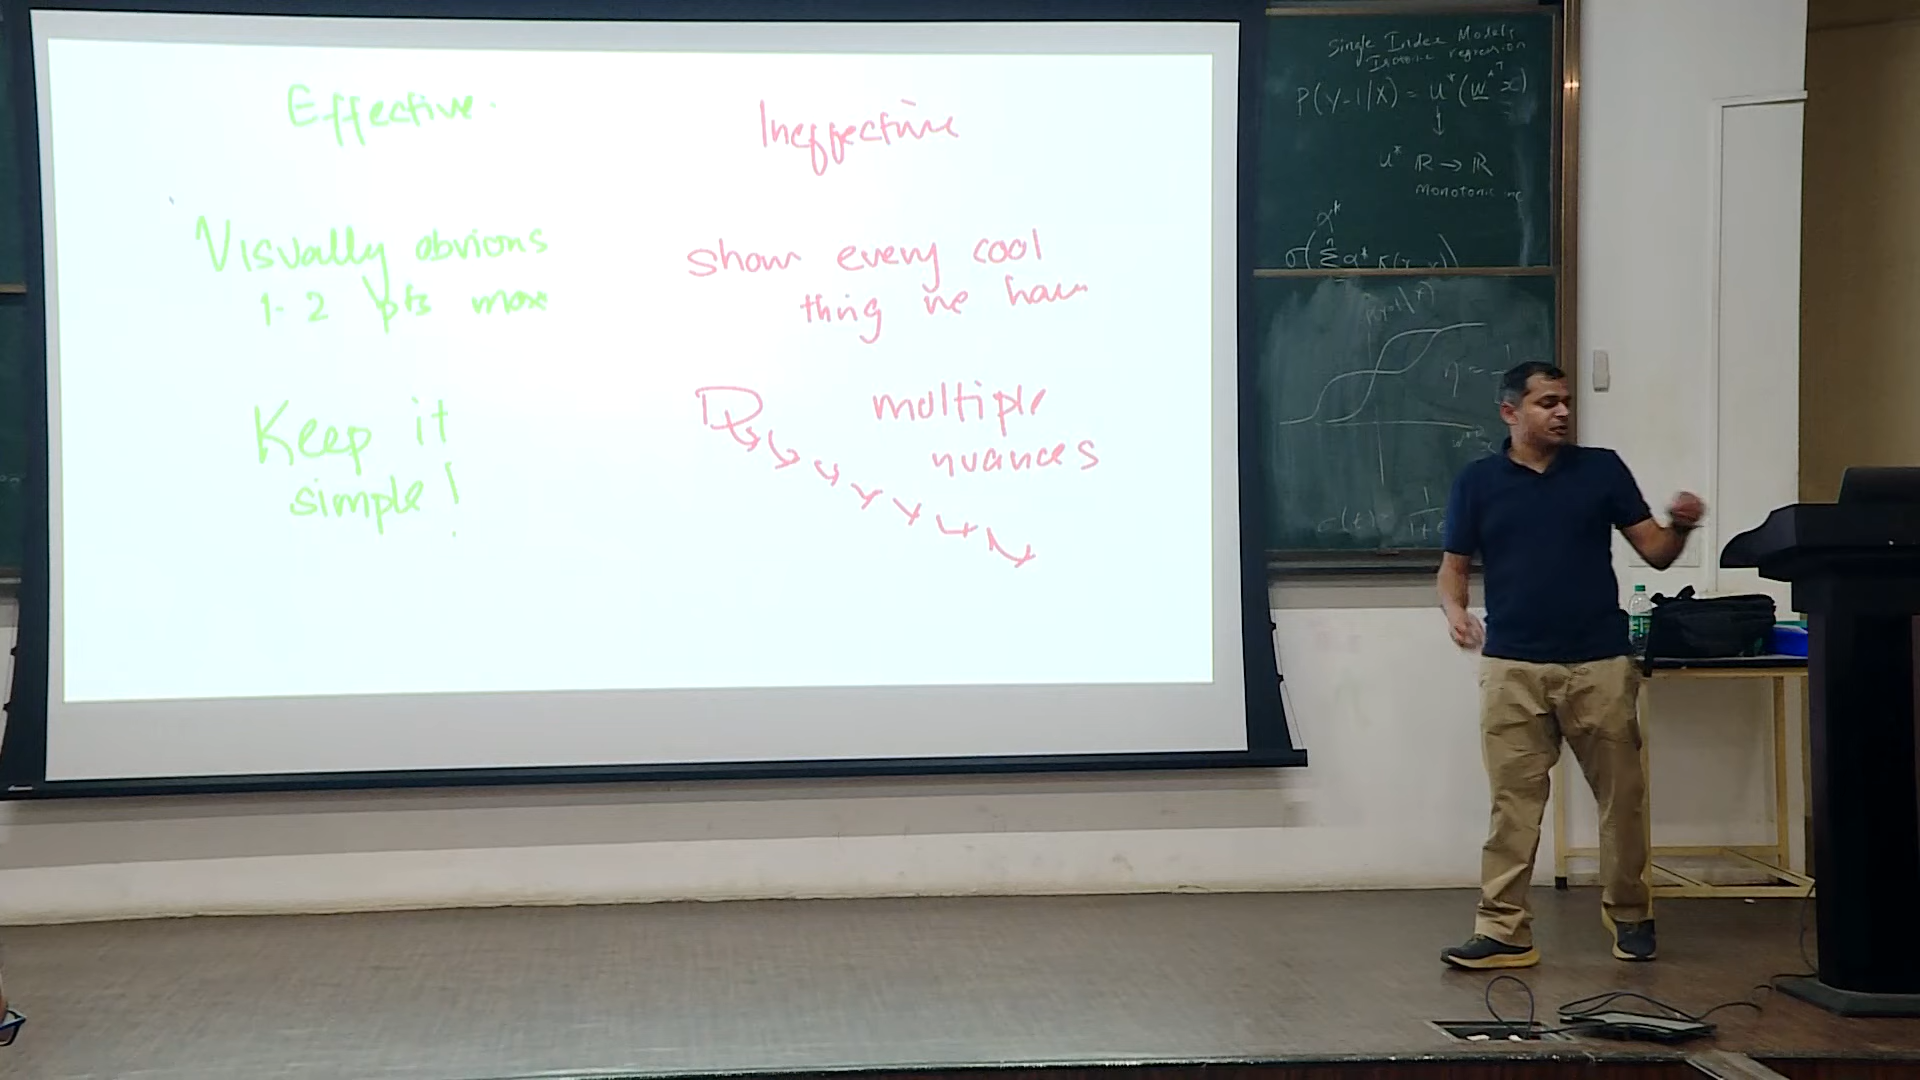 Effective.
Visually obvious
1-2 pts max
Keep it
simple!
Ineffective
show every cool
thing we have
multiple
nuances
Single Index Models
Isotonic regression
P(Y=1/X) = u*(w*ᵀx)
u* ℝ → ℝ
monotonic inc
α*
η =